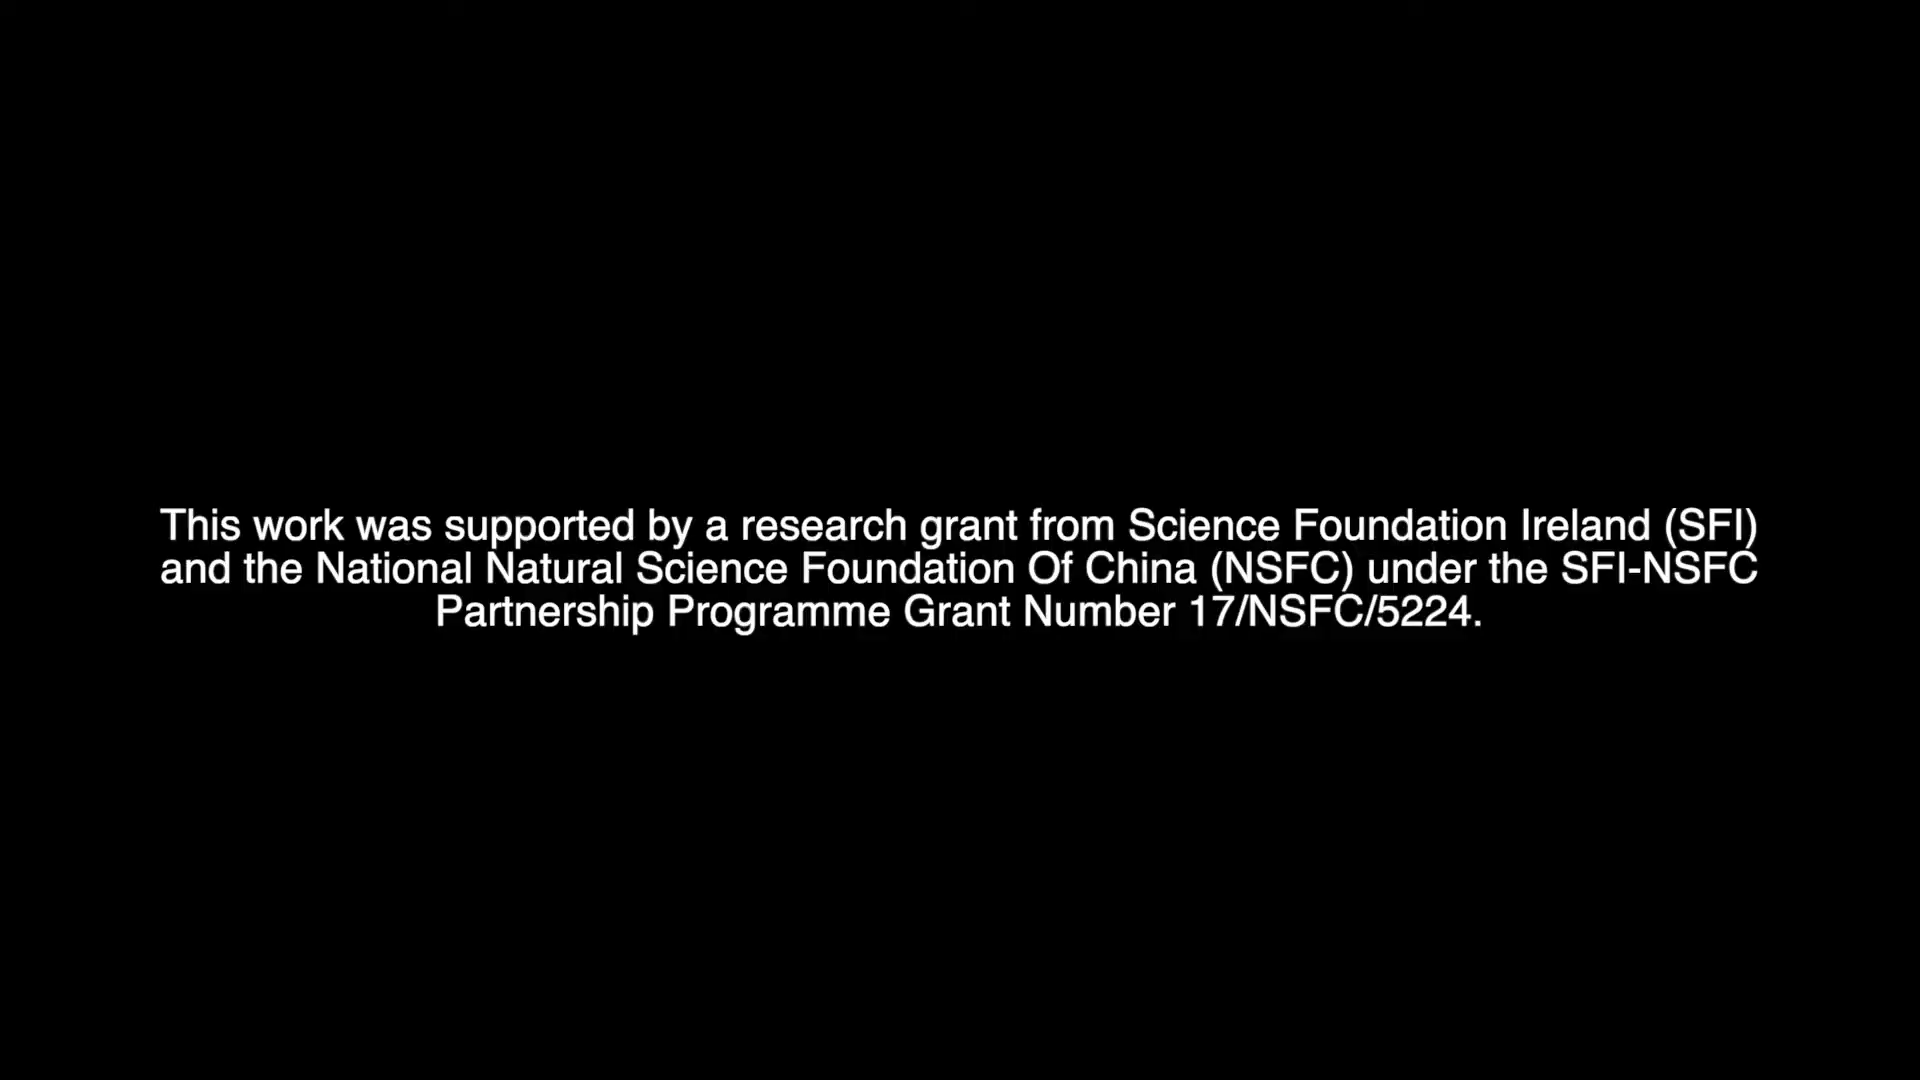 This work was supported by a research grant from Science Foundation Ireland (SFI)
and the National Natural Science Foundation Of China (NSFC) under the SFI-NSFC
Partnership Programme Grant Number 17/NSFC/5224.